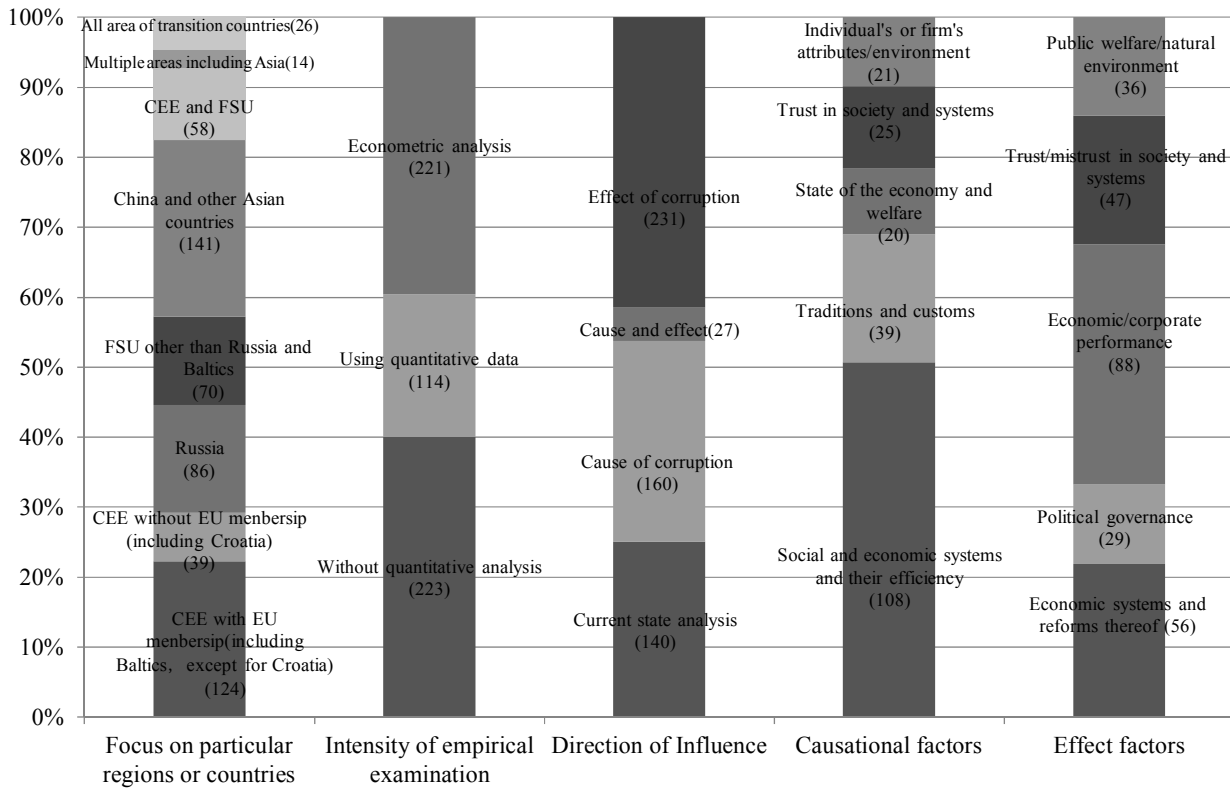 100%
90%
80%
70%
60%
50%
40%
30%
20%
10%
0%
All area of transition countries(26)
Multiple areas including Asia(14)
CEE and FSU
(58)
China and other Asian
countries
(141)
FSU other than Russia and
Baltics
(70)
Russia
(86)
CEE without EU menbersip
(including Croatia)
(39)
CEE with EU
menbersip(including
Baltics, except for Croatia)
(124)
Focus on particular
regions or countries
Econometric analysis
(221)
Using quantitative data
(114)
Without quantitative analysis
(223)
Intensity of empirical
examination
Effect of corruption
(231)
Cause and effect(27)
Cause of corruption
(160)
Current state analysis
(140)
Direction of Influence
Individual's or firm's
attributes/environment
(21)
Trust in society and systems
(25)
State of the economy and
welfare
(20)
Traditions and customs
(39)
Social and economic systems
and their efficiency
(108)
Causational factors
Public welfare/natural
environment
(36)
Trust/mistrust in society and
systems
(47)
Economic/corporate
performance
(88)
Political governance
(29)
Economic systems and
reforms thereof (56)
Effect factors